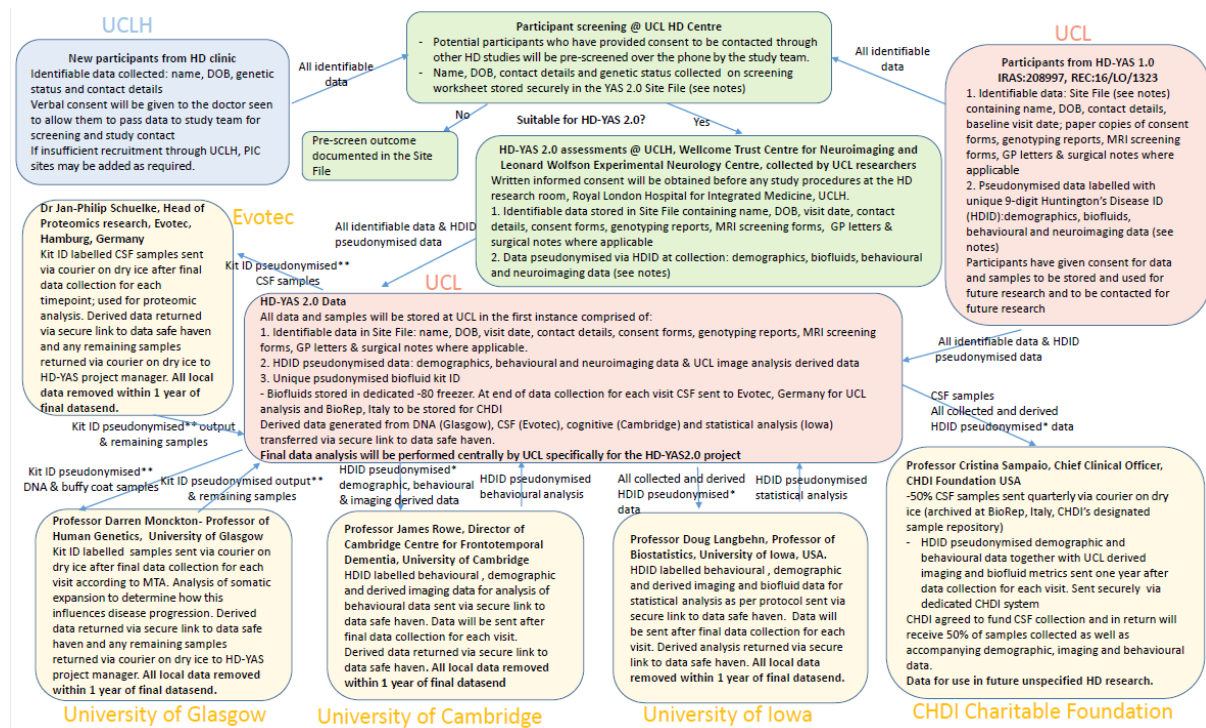 UCLH
New participants from HD clinic
Identifiable data collected: name, DOB, genetic
status and contact details
Verbal consent will be given to the doctor seen
to allow them to pass data to study team for
screening and study contact
If insufficient recruitment through UCLH, PIC
sites may be added as required.
All identifiable
data
Participant screening @ UCL HD Centre
- Potential participants who have provided consent to be contacted through
other HD studies will be pre-screened over the phone by the study team.
- Name, DOB, contact details and genetic status collected on screening
worksheet stored securely in the YAS 2.0 Site File (see notes)
All identifiable
data
UCL
Participants from HD-YAS 1.0
IRAS:208997, REC:16/LO/1323
1. Identifiable data: Site File (see notes)
containing name, DOB, contact details,
baseline visit date; paper copies of consent
forms, genotyping reports, MRI screening
forms, GP letters & surgical notes where
applicable
2. Pseudonymised data labelled with
unique 9-digit Huntington's Disease ID
(HDID):demographics, biofluids,
behavioural and neuroimaging data (see
notes)
Participants have given consent for data
and samples to be stored and used for
future research and to be contacted for
future research
No
Suitable for HD-YAS 2.0?
Yes
Pre-screen outcome
documented in the Site
File
HD-YAS 2.0 assessments @ UCLH, Wellcome Trust Centre for Neuroimaging and
Leonard Wolfson Experimental Neurology Centre, collected by UCL researchers
Written informed consent will be obtained before any study procedures at the HD
research room, Royal London Hospital for Integrated Medicine, UCLH.
1. Identifiable data stored in Site File containing name, DOB, visit date, contact
details, consent forms, genotyping reports, MRI screening forms, GP letters &
surgical notes where applicable
2. Data pseudonymised via HDID at collection: demographics, biofluids, behavioural
and neuroimaging data (see notes)
Evotec
Dr Jan-Philip Schuelke, Head of
Proteomics research, Evotec,
Hamburg, Germany
Kit ID labelled CSF samples sent
via courier on dry ice after final
data collection for each
timepoint; used for proteomic
analysis. Derived data returned
via secure link to data safe haven
and any remaining samples
returned via courier on dry ice to
HD-YAS project manager. All local
data removed within 1 year of
final datasend.
All identifiable data & HDID
pseudonymised data
Kit ID pseudonymised**
CSF samples
UCL
HD-YAS 2.0 Data
All data and samples will be stored at UCL in the first instance comprised of:
1. Identifiable data in Site File: name, DOB, visit date, contact details, consent forms, genotyping reports, MRI screening
forms, GP letters & surgical notes where applicable.
2. HDID pseudonymised data: demographics, behavioural and neuroimaging data & UCL image analysis derived data
3. Unique psudonymised biofluid kit ID
- Biofluids stored in dedicated -80 freezer. At end of data collection for each visit CSF sent to Evotec, Germany for UCL
analysis and BioRep, Italy to be stored for CHDI
Derived data generated from DNA (Glasgow), CSF (Evotec), cognitive (Cambridge) and statistical analysis (Iowa)
transferred via secure link to data safe haven.
Final data analysis will be performed centrally by UCL specifically for the HD-YAS2.0 project
All identifiable data & HDID
pseudonymised data
Kit ID pseudonymised** output
& remaining samples
CSF samples
All collected and derived
HDID pseudonymised* data
Kit ID pseudonymised**
DNA & buffy coat samples
Kit ID pseudonymised output**
& remaining samples
HDID pseudonymised*
demographic, behavioural
& imaging derived data
HDID pseudonymised
behavioural analysis
All collected and derived
HDID pseudonymised*
data
HDID pseudonymised
statistical analysis
Professor Darren Monckton- Professor of
Human Genetics, University of Glasgow
Kit ID labelled samples sent via courier on
dry ice after final data collection for each
visit according to MTA. Analysis of somatic
expansion to determine how this
influences disease progression. Derived
data returned via secure link to data safe
haven and any remaining samples
returned via courier on dry ice to HD-YAS
project manager. All local data removed
within 1 year of final datasend.
University of Glasgow
Professor James Rowe, Director of
Cambridge Centre for Frontotemporal
Dementia, University of Cambridge
HDID labelled behavioural , demographic
and derived imaging data for analysis of
behavioural data sent via secure link to
data safe haven. Data will be sent after
final data collection for each visit.
Derived data returned via secure link to
data safe haven. All local data removed
within 1 year of final datasend
University of Cambridge
Professor Doug Langbehn, Professor of
Biostatistics, University of Iowa, USA.
HDID labelled behavioural , demographic
and derived imaging and biofluid data for
statistical analysis as per protocol sent via
secure link to data safe haven. Data will
be sent after final data collection for each
visit. Derived analysis returned via secure
link to data safe haven. All local data
removed within 1 year of final datasend.
University of Iowa
Professor Cristina Sampaio, Chief Clinical Officer,
CHDI Foundation USA
-50% CSF samples sent quarterly via courier on dry
ice (archived at BioRep, Italy, CHDI's designated
sample repository)
- HDID pseudonymised demographic and
behavioural data together with UCL derived
imaging and biofluid metrics sent one year after
data collection for each visit. Sent securely via
dedicated CHDI system
CHDI agreed to fund CSF collection and in return will
receive 50% of samples collected as well as
accompanying demographic, imaging and behavioural
data.
Data for use in future unspecified HD research.
CHDI Charitable Foundation